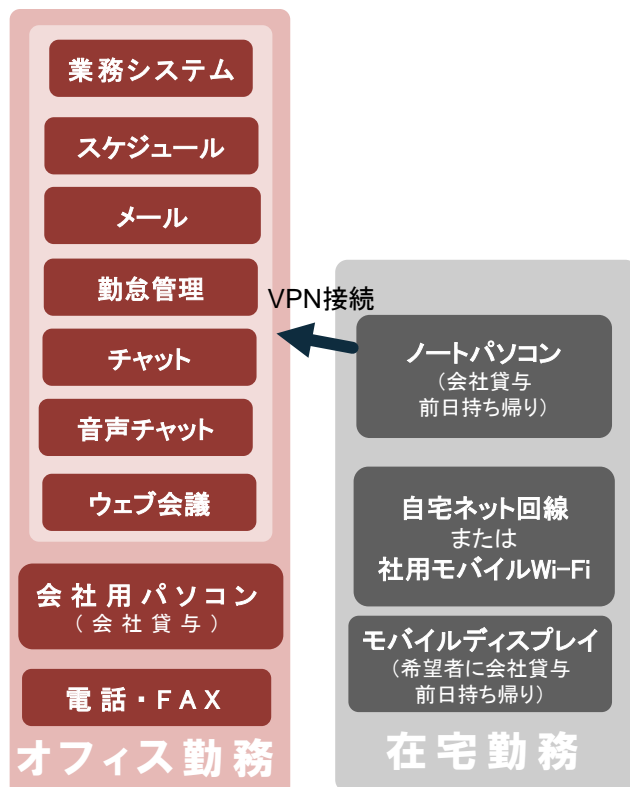 業務システム
スケジュール
メール
勤怠管理
チャット
音声チャット
ウェブ会議
会社用パソコン
(会社貸与)
電話・FAX
オフィス勤務
VPN接続
ノートパソコン
(会社貸与
前日持ち帰り)
自宅ネット回線
または
社用モバイルWi-Fi
モバイルディスプレイ
(希望者に会社貸与
前日持ち帰り)
在宅勤務